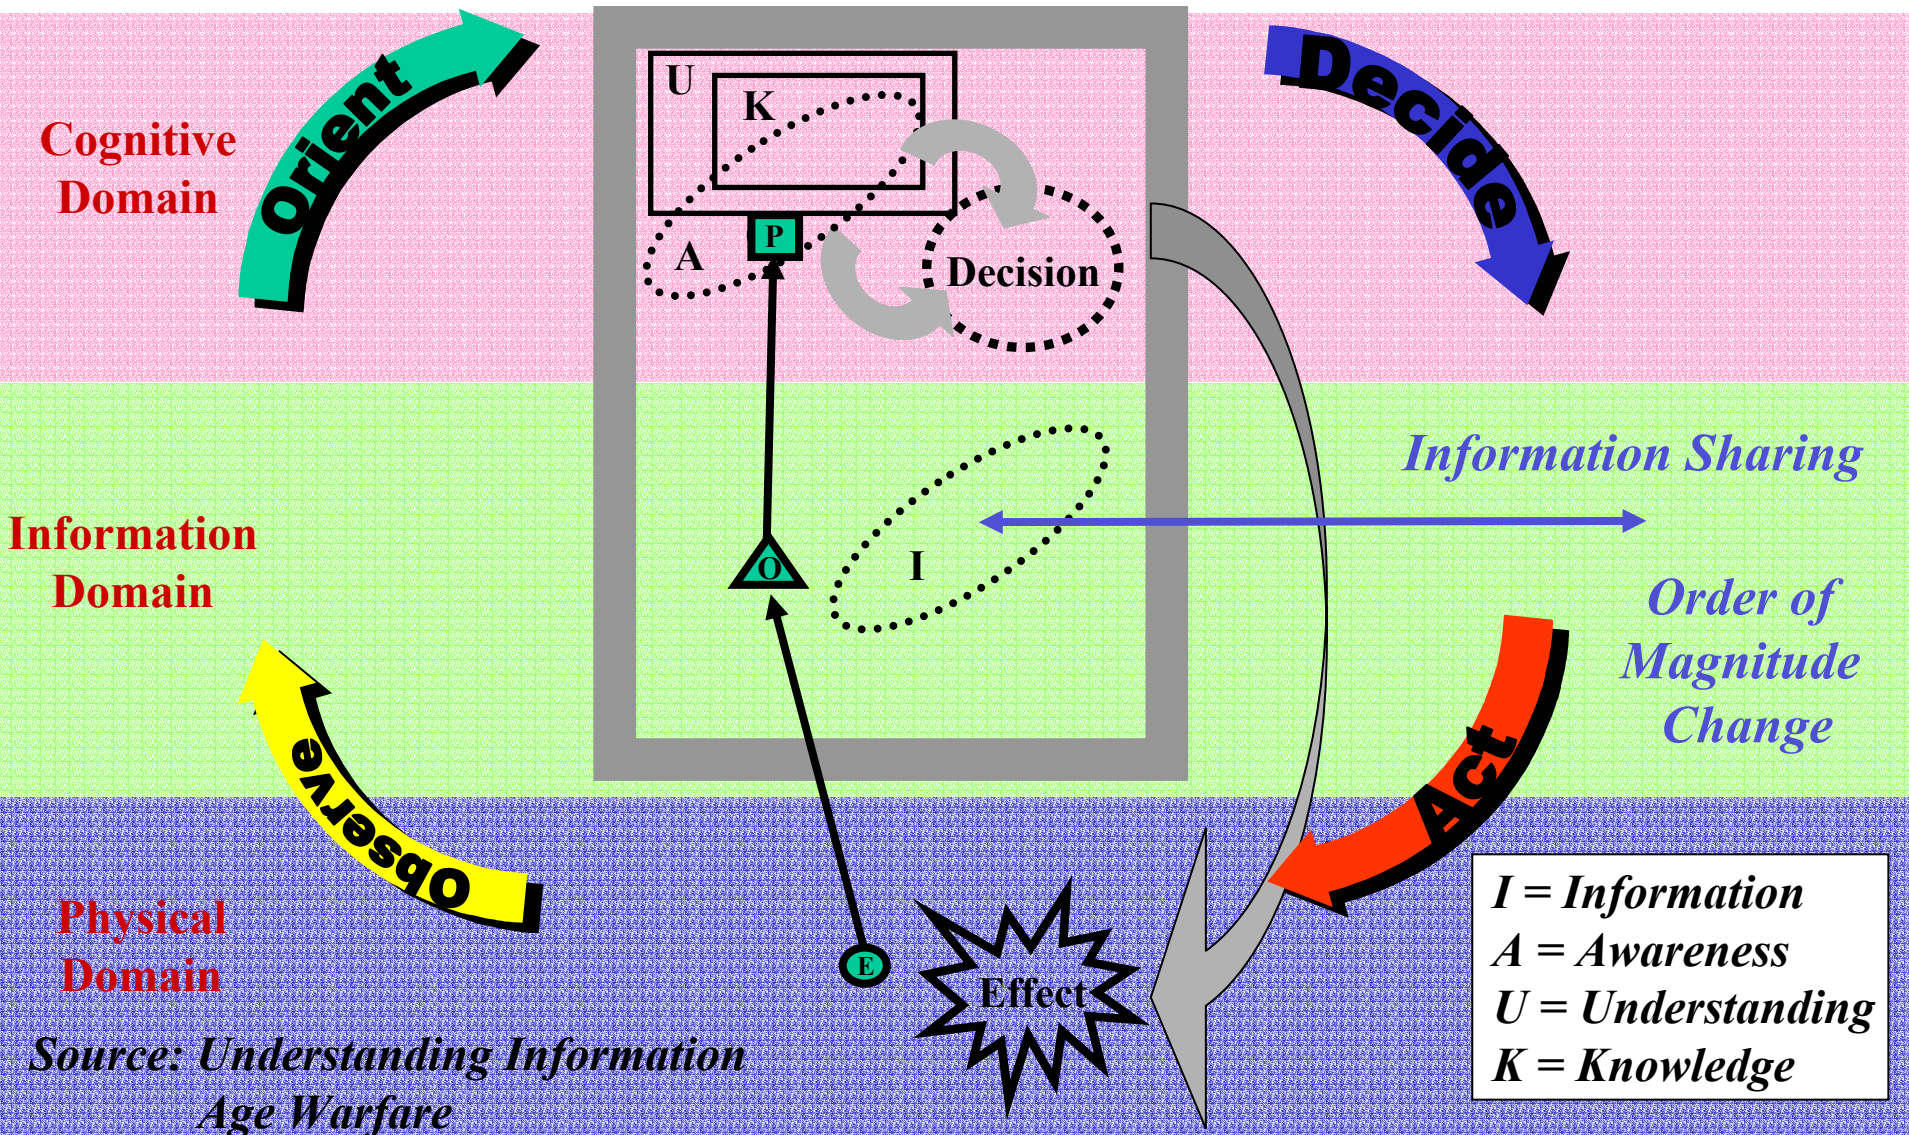 Orient
Decide
U
K
Cognitive
Domain
P
A
Decision
Information Sharing
Information
Domain
O
I
Order of
Magnitude
Change
Observe
Act
Physical
Domain
E
Effect
I = Information
A = Awareness
U = Understanding
K = Knowledge
Source: Understanding Information
Age Warfare